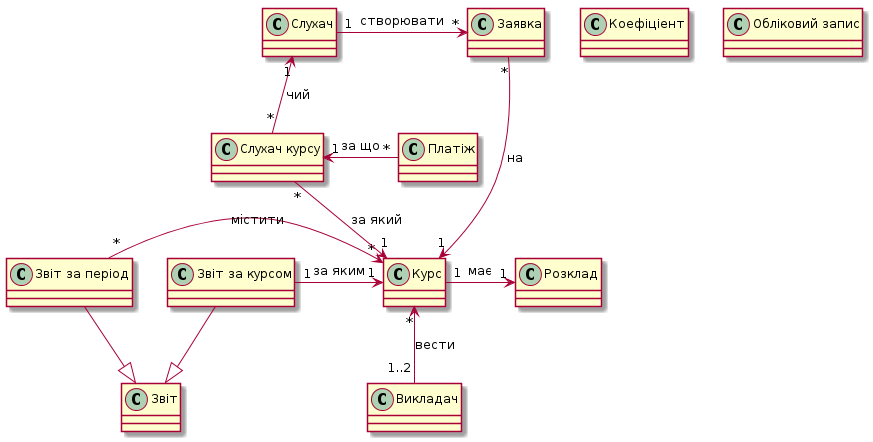 C Слухач
1 створювати *
C Заявка
C Коефіціент
C Обліковий запис
1
*
чий
*
C Слухач курсу
1 за що *
C Платіж
на
*
за який
містити
*
1
*
1
C Звіт за період
C Звіт за курсом
1 за яким 1
C Курс
1 має 1
C Розклад
*
вести
1..2
C Звіт
C Викладач